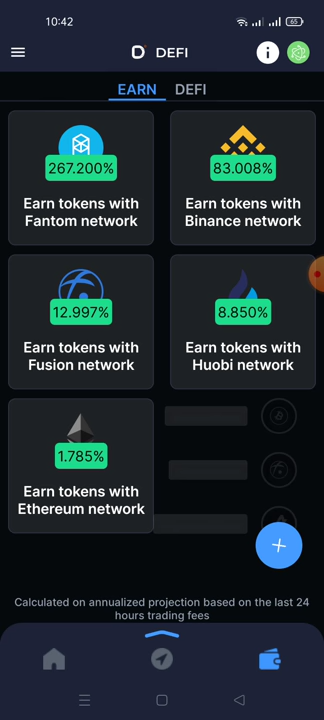 10:42
65
DEFI
EARN DEFI
267.200%
Earn tokens with
Fantom network
83.008%
Earn tokens with
Binance network
12.997%
Earn tokens with
Fusion network
8.850%
Earn tokens with
Huobi network
1.785%
Earn tokens with
Ethereum network
Calculated on annualized projection based on the last 24
hours trading fees